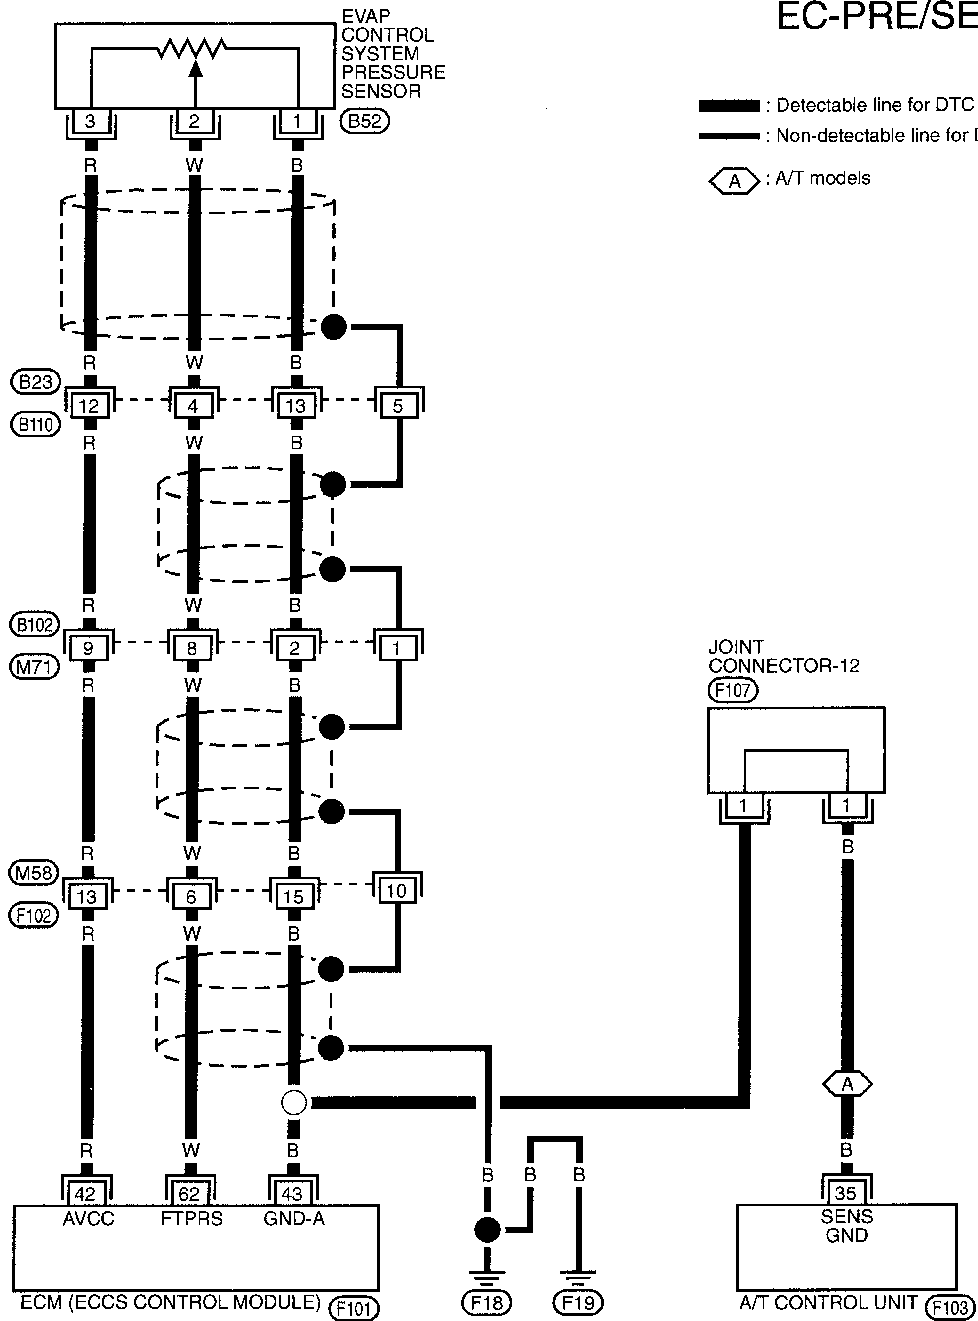 EC-PRE/SE
EVAP
CONTROL
SYSTEM
PRESSURE
SENSOR
3 2 1 B52
: Detectable line for DTC
: Non-detectable line for
A : A/T models
R W B
R W B
B23
12 4 13 5
B110
R W B
R W B
B102
9 8 2 1
M71
R W B
JOINT
CONNECTOR-12
F107
1 1
B
R W B
M58
13 6 15 10
F102
R W B
A
R W B
B B B
B
42 62 43
35
AVCC FTPRS GND-A
SENS
GND
ECM (ECCS CONTROL MODULE) F101
F18 F19
A/T CONTROL UNIT F103